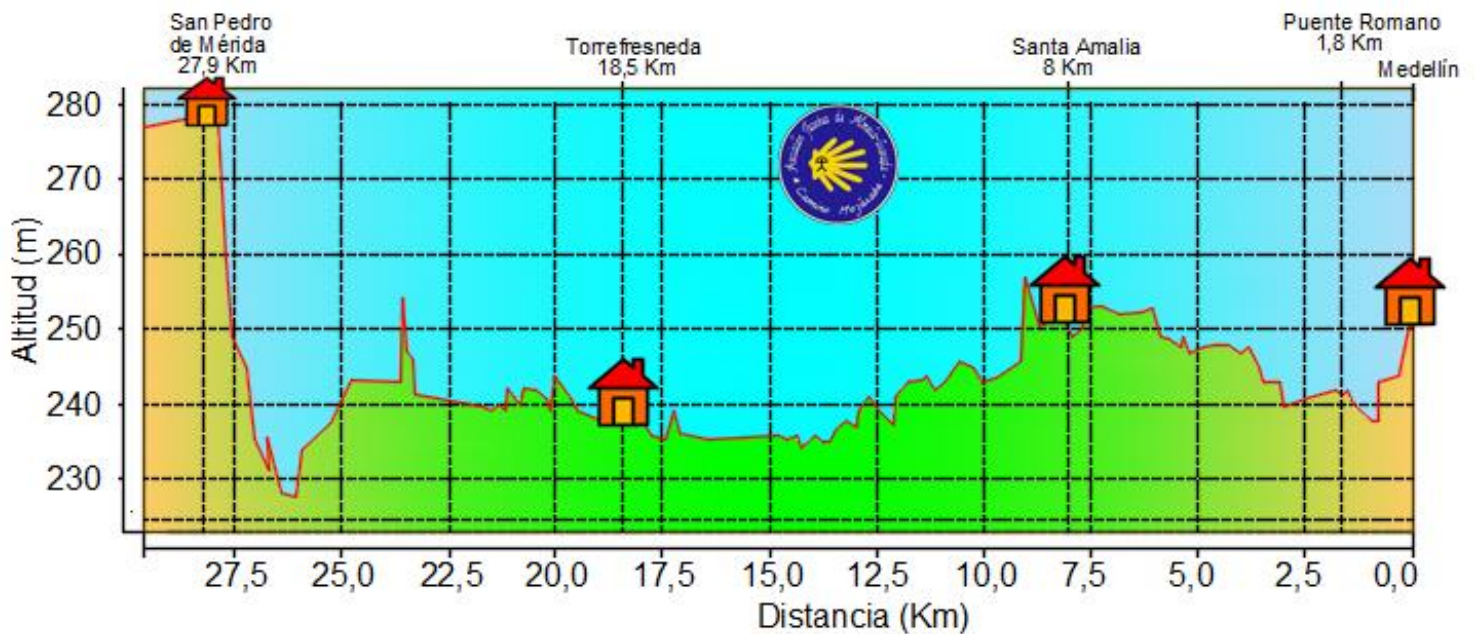 San Pedro
de Mérida
27,9 Km
Torrefresneda
18,5 Km
Santa Amalia
8 Km
Puente Romano
1,8 Km
Medellín
280
270
260
250
240
230
Altitud (m)
27,5
25,0
22,5
20,0
17,5
15,0
12,5
10,0
7,5
5,0
2,5
0,0
Distancia (Km)
Camino Mozárabe